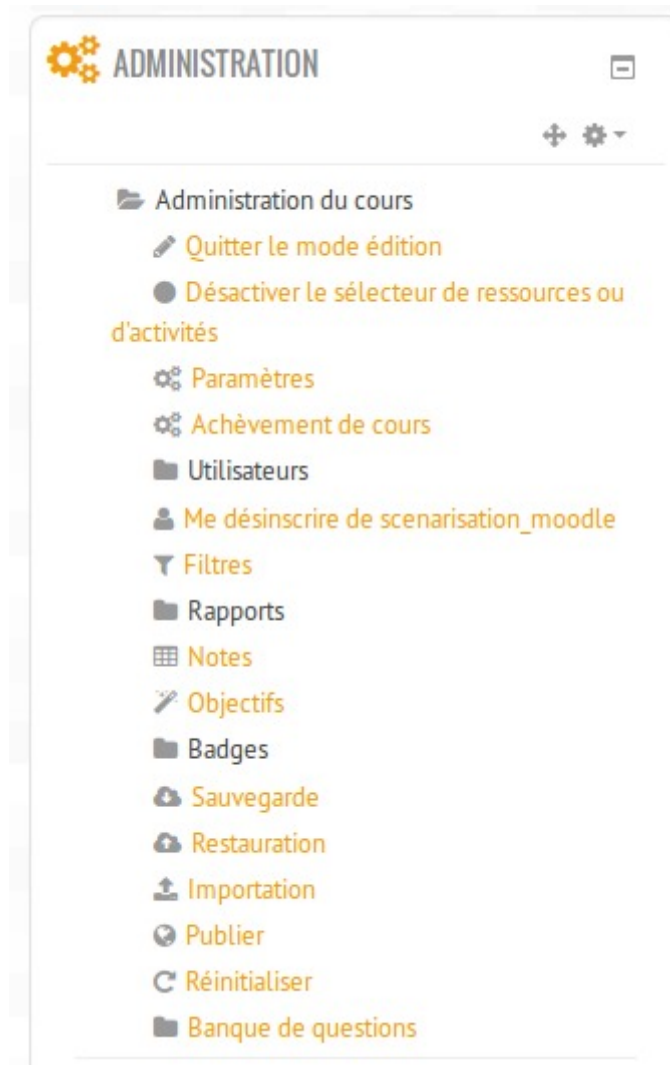 ADMINISTRATION
Administration du cours
Quitter le mode édition
Désactiver le sélecteur de ressources ou
d'activités
Paramètres
Achèvement de cours
Utilisateurs
Me désinscrire de scenarisation_moodle
Filtres
Rapports
Notes
Objectifs
Badges
Sauvegarde
Restauration
Importation
Publier
Réinitialiser
Banque de questions